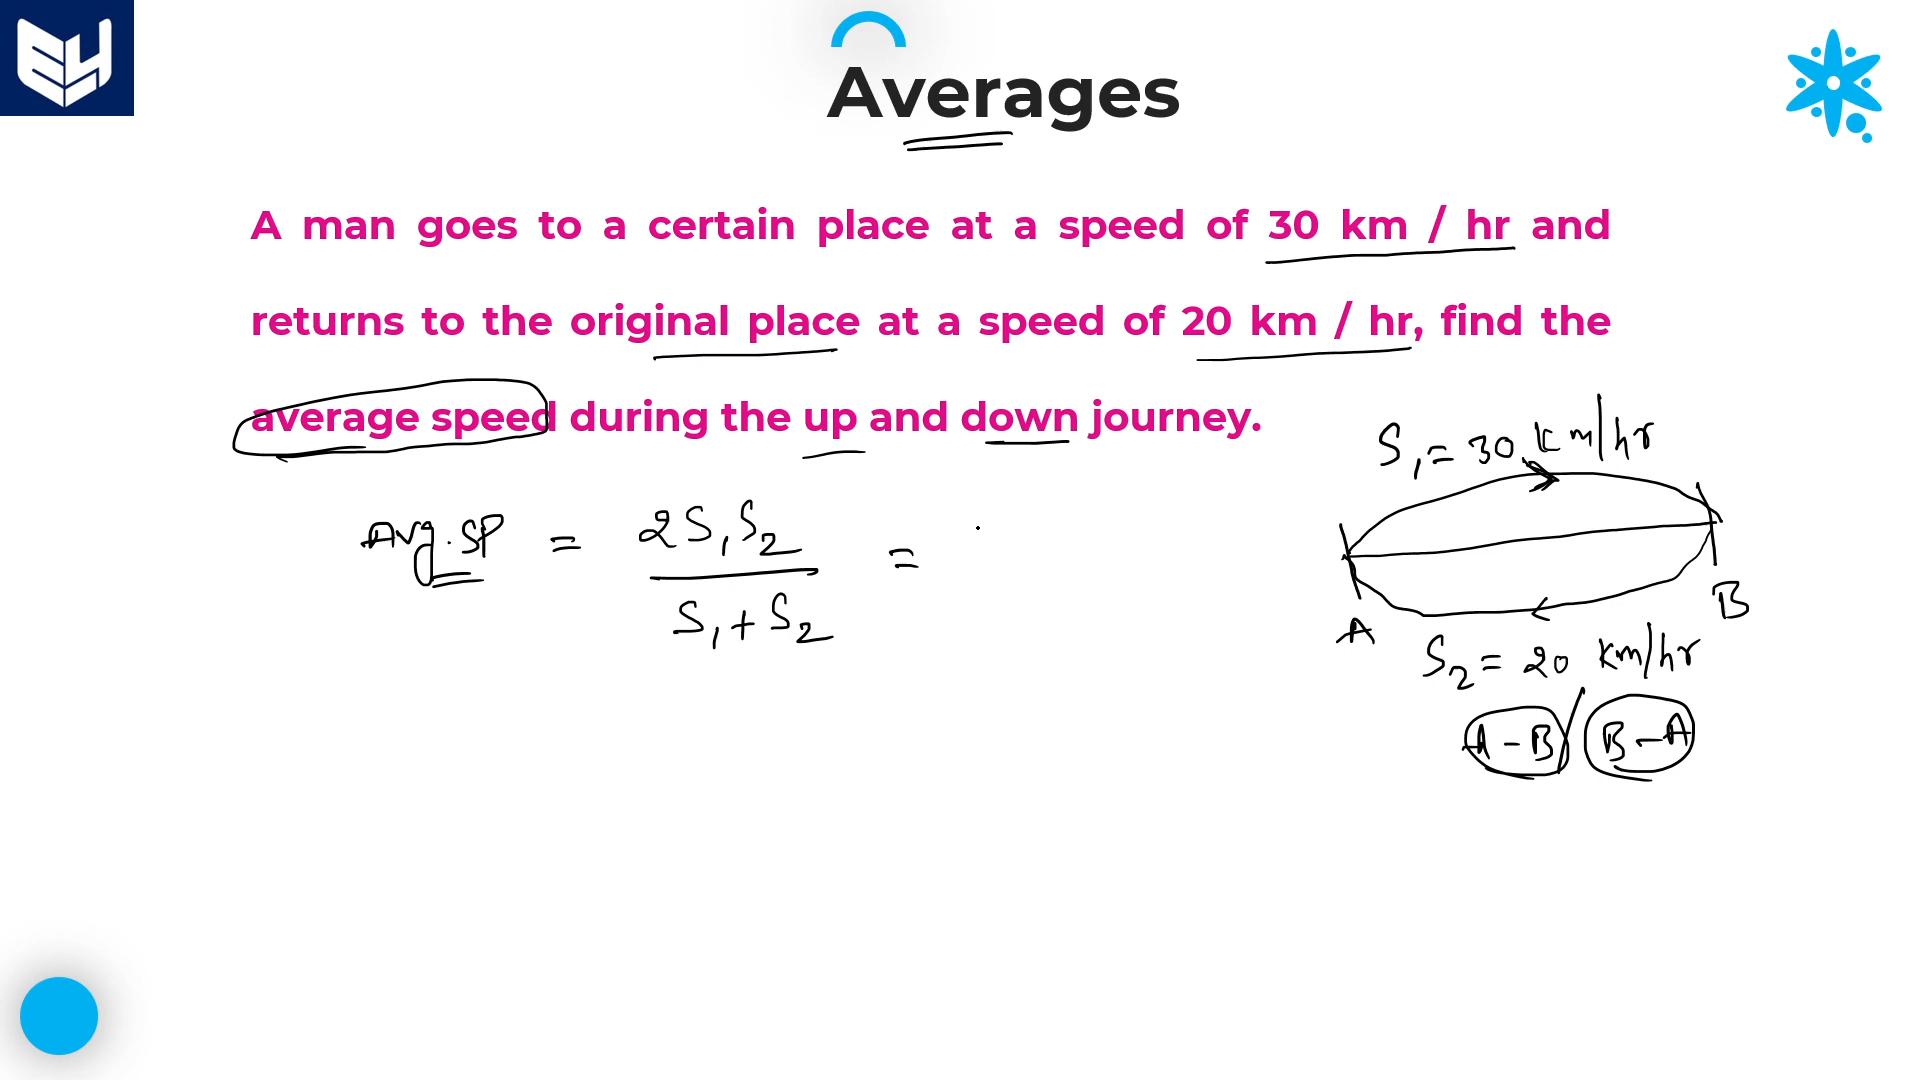 Averages
A man goes to a certain place at a speed of 30 km / hr and
returns to the original place at a speed of 20 km / hr, find the
average speed during the up and down journey.
S₁ = 30 km/hr
Avg. SP = 2S₁S₂ / S₁ + S₂ =
A
B
S₂ = 20 km/hr
A - B / B - A